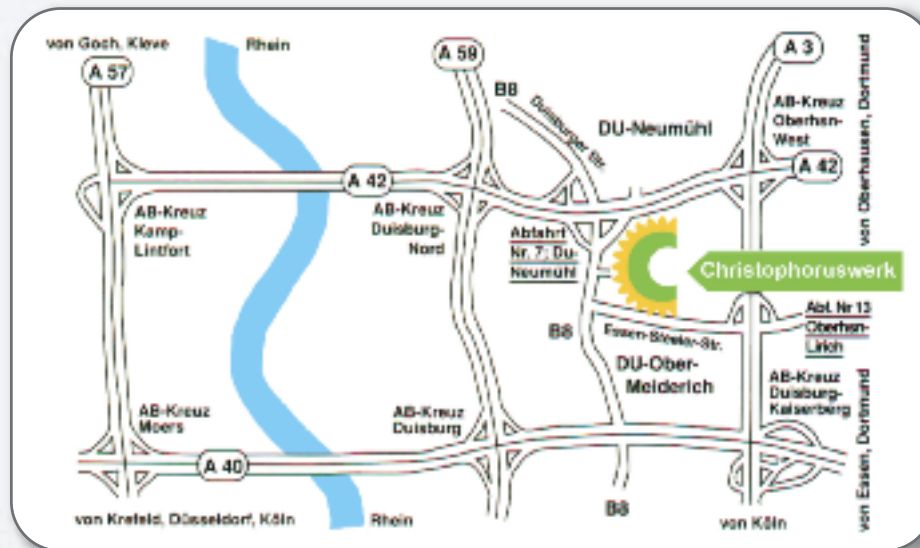 von Goch, Kleve
Rhein
A 57
A 59
A 3
B8
Duisburger Str.
DU-Neumühl
AB-Kreuz
Oberhsn-
West
von Oberhausen, Dortmund
A 42
A 42
AB-Kreuz
Kamp-
Lintfort
AB-Kreuz
Duisburg-
Nord
Abfahrt
Nr. 7: Du-
Neumühl
Christophoruswerk
Abf. Nr 13
Oberhsn-
Lirich
B8
Essen-Steeler-Str.
DU-Ober-
Meiderich
AB-Kreuz
Duisburg-
Kaiserberg
AB-Kreuz
Moers
AB-Kreuz
Duisburg
A 40
von Essen, Dortmund
von Krefeld, Düsseldorf, Köln
Rhein
B8
von Köln